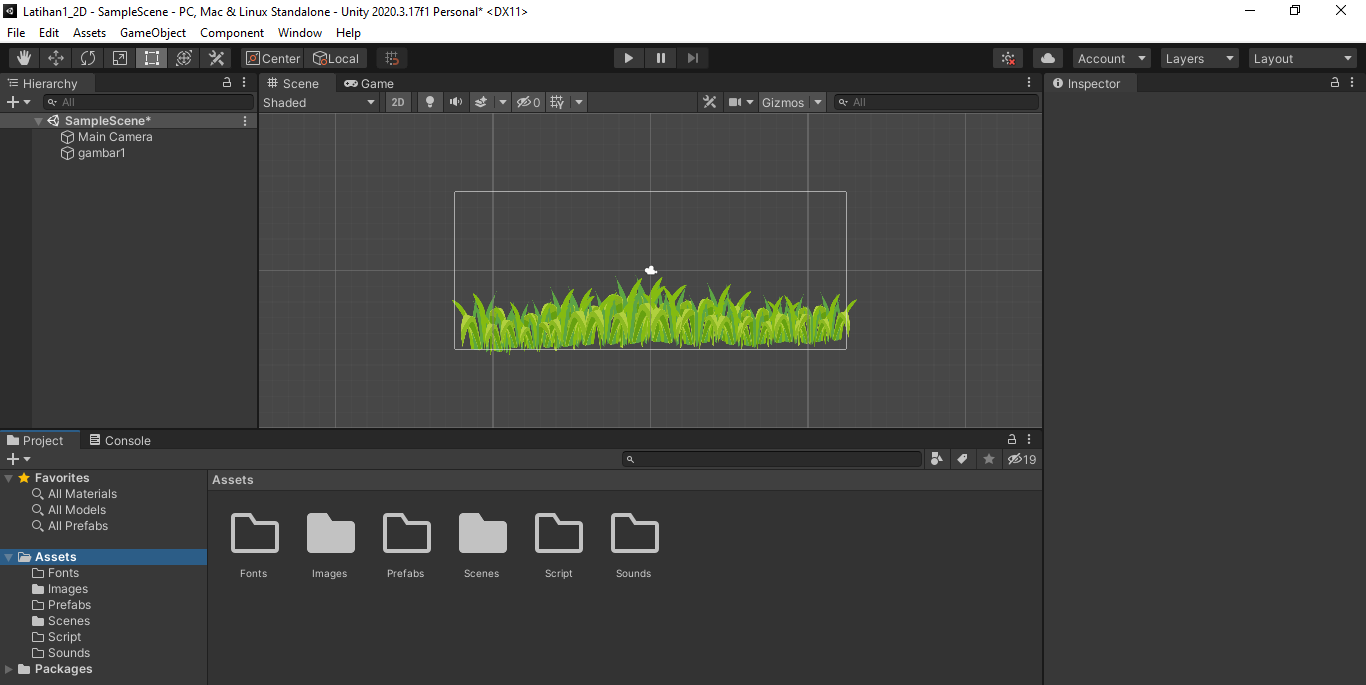 Latihan1_2D - SampleScene - PC, Mac & Linux Standalone - Unity 2020.3.17f1 Personal* <DX11>
File Edit Assets GameObject Component Window Help
Center Local Account Layers Layout
Hierarchy
All
SampleScene*
Main Camera
gambar1
Scene Game
Shaded 2D 0 Gizmos All
Inspector
Project Console
19
Favorites
All Materials
All Models
All Prefabs
Assets
Fonts
Images
Prefabs
Scenes
Script
Sounds
Packages
Assets
Fonts Images Prefabs Scenes Script Sounds